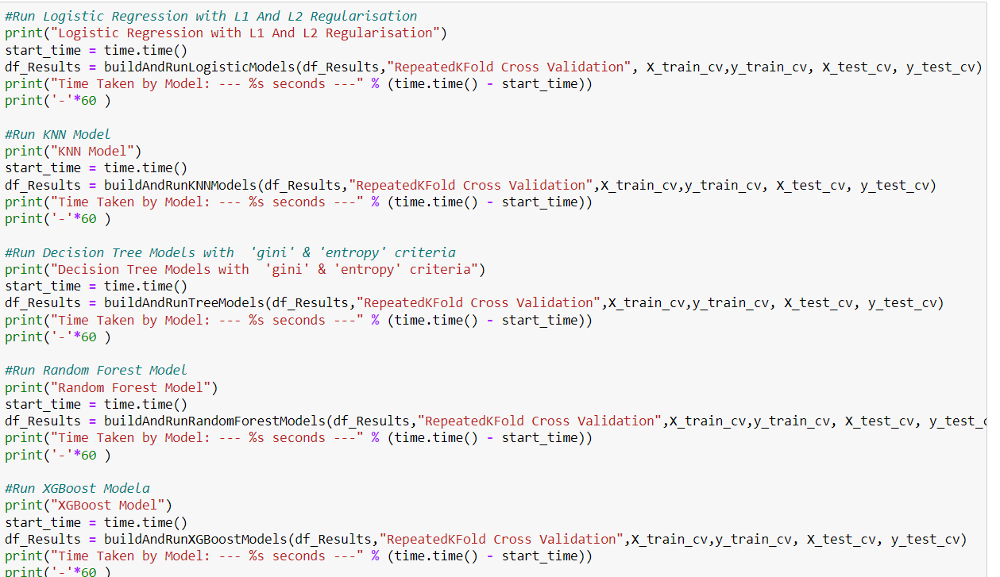 #Run Logistic Regression with L1 And L2 Regularisation
print("Logistic Regression with L1 And L2 Regularisation")
start_time = time.time()
df_Results = buildAndRunLogisticModels(df_Results,"RepeatedKFold Cross Validation", X_train_cv,y_train_cv, X_test_cv, y_test_cv)
print("Time Taken by Model: --- %s seconds ---" % (time.time() - start_time))
print('-'*60 )

#Run KNN Model
print("KNN Model")
start_time = time.time()
df_Results = buildAndRunKNNModels(df_Results,"RepeatedKFold Cross Validation",X_train_cv,y_train_cv, X_test_cv, y_test_cv)
print("Time Taken by Model: --- %s seconds ---" % (time.time() - start_time))
print('-'*60 )

#Run Decision Tree Models with  'gini' & 'entropy' criteria
print("Decision Tree Models with  'gini' & 'entropy' criteria")
start_time = time.time()
df_Results = buildAndRunTreeModels(df_Results,"RepeatedKFold Cross Validation",X_train_cv,y_train_cv, X_test_cv, y_test_cv)
print("Time Taken by Model: --- %s seconds ---" % (time.time() - start_time))
print('-'*60 )

#Run Random Forest Model
print("Random Forest Model")
start_time = time.time()
df_Results = buildAndRunRandomForestModels(df_Results,"RepeatedKFold Cross Validation",X_train_cv,y_train_cv, X_test_cv, y_test_c
print("Time Taken by Model: --- %s seconds ---" % (time.time() - start_time))
print('-'*60 )

#Run XGBoost Modela
print("XGBoost Model")
start_time = time.time()
df_Results = buildAndRunXGBoostModels(df_Results,"RepeatedKFold Cross Validation",X_train_cv,y_train_cv, X_test_cv, y_test_cv)
print("Time Taken by Model: --- %s seconds ---" % (time.time() - start_time))
print('-'*60 )